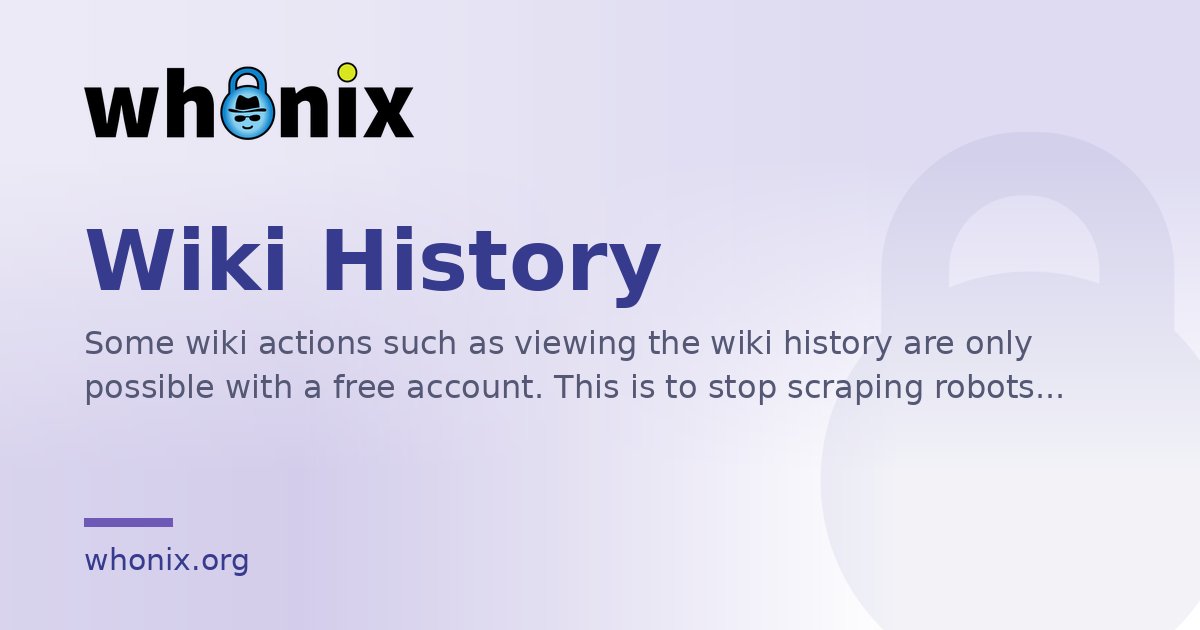 whonix
Wiki History
Some wiki actions such as viewing the wiki history are only
possible with a free account. This is to stop scraping robots...
whonix.org